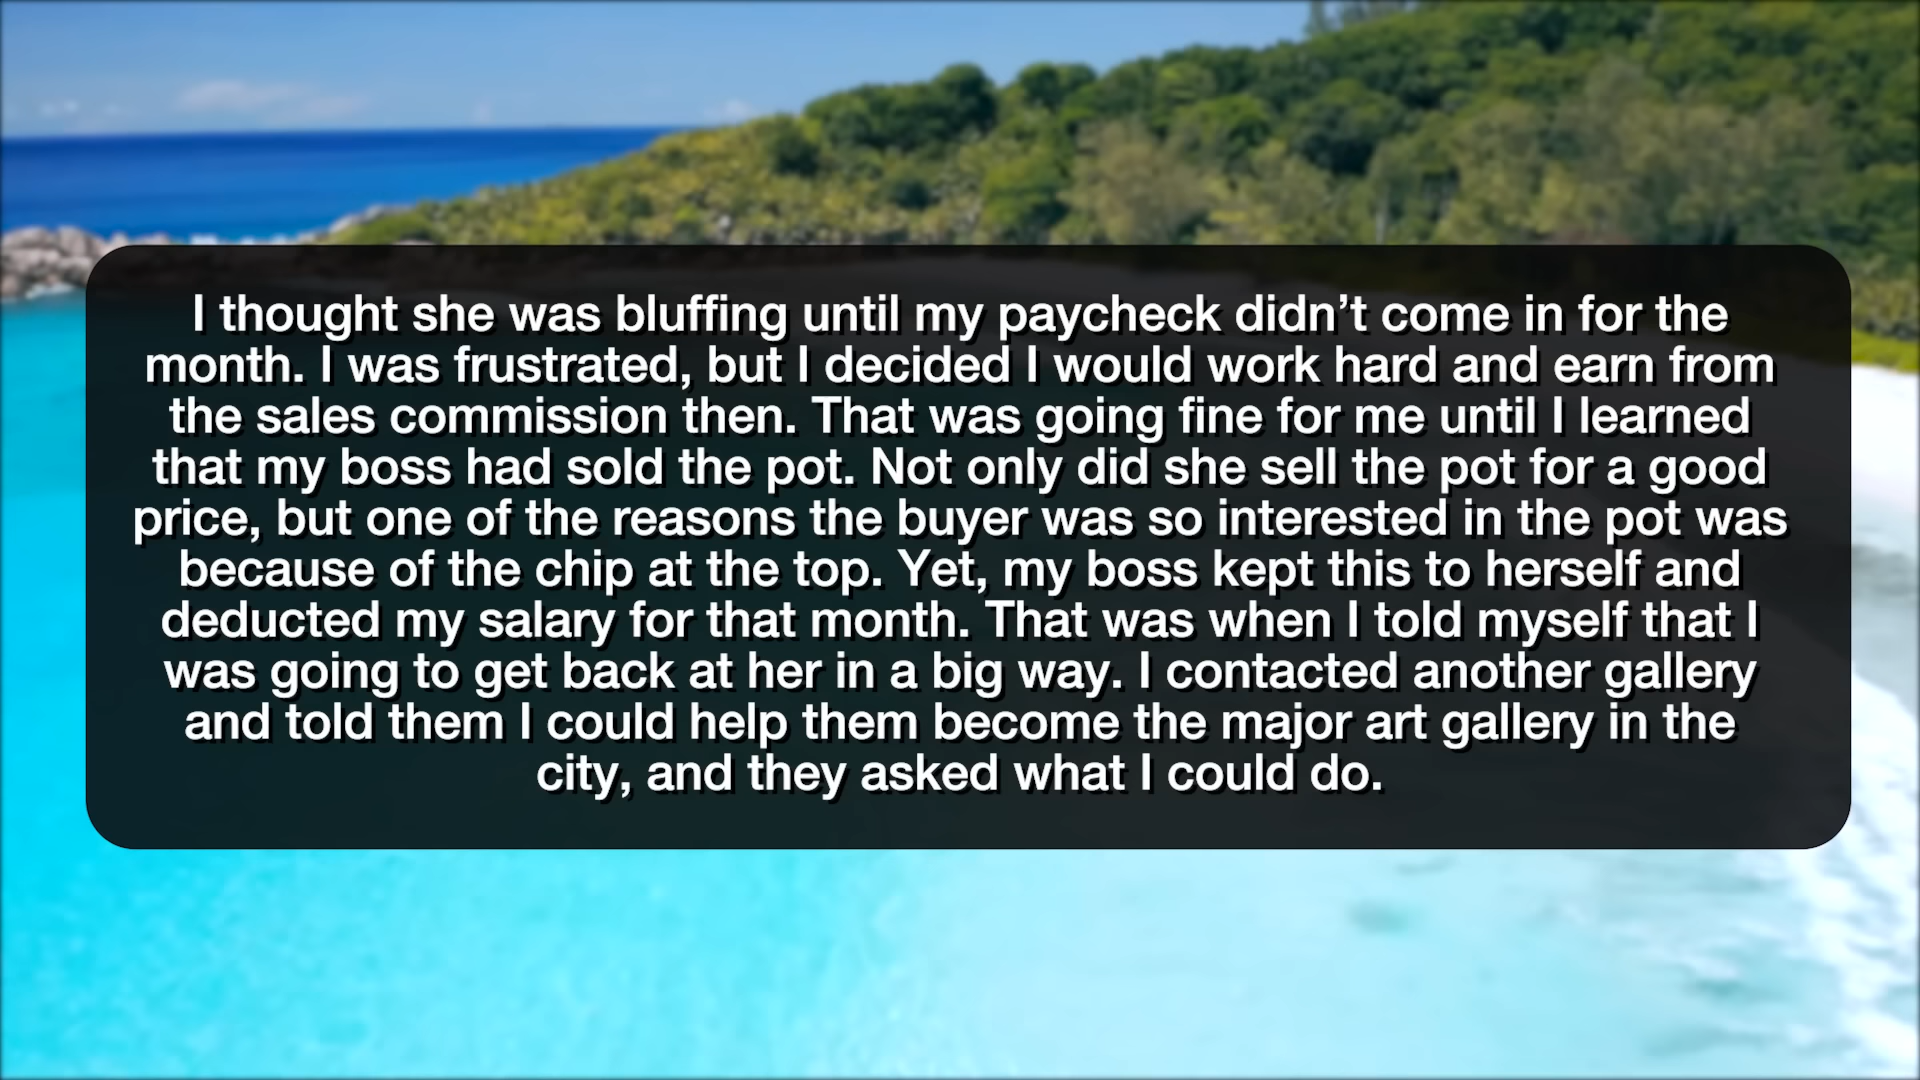 I thought she was bluffing until my paycheck didn’t come in for the
month. I was frustrated, but I decided I would work hard and earn from
the sales commission then. That was going fine for me until I learned
that my boss had sold the pot. Not only did she sell the pot for a good
price, but one of the reasons the buyer was so interested in the pot was
because of the chip at the top. Yet, my boss kept this to herself and
deducted my salary for that month. That was when I told myself that I
was going to get back at her in a big way. I contacted another gallery
and told them I could help them become the major art gallery in the
city, and they asked what I could do.